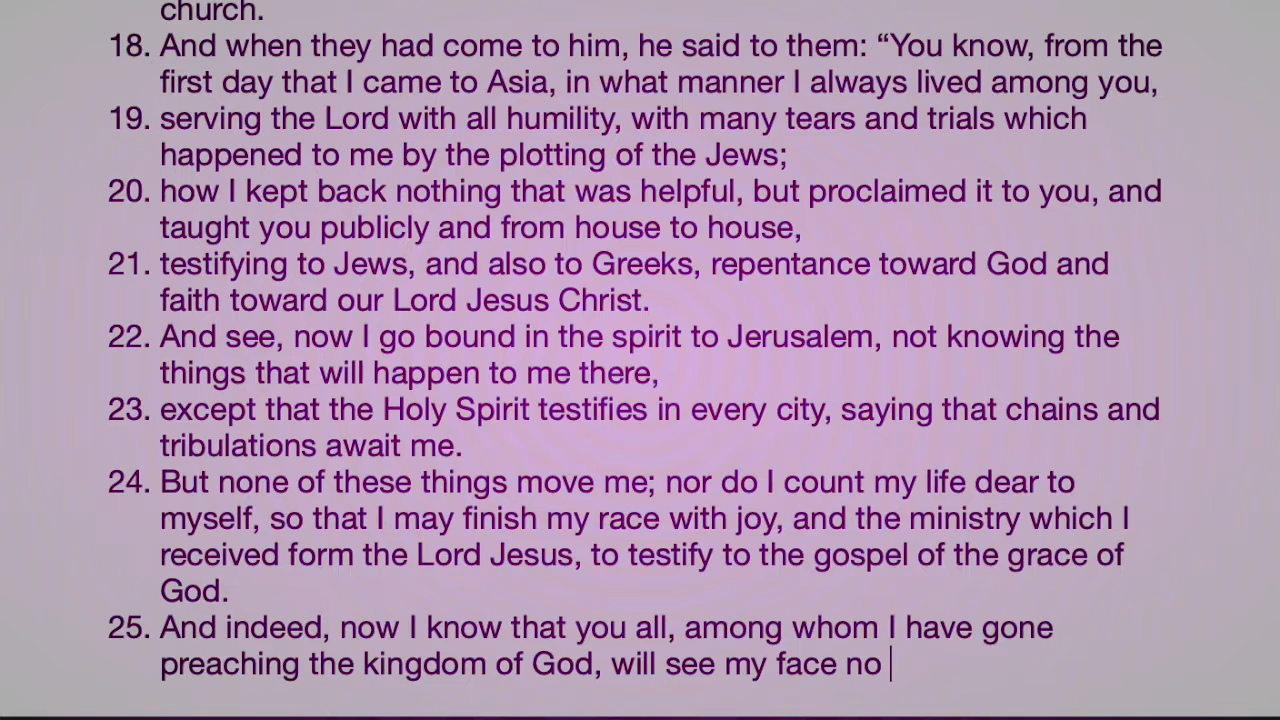 church.
18. And when they had come to him, he said to them: “You know, from the
first day that I came to Asia, in what manner I always lived among you,
19. serving the Lord with all humility, with many tears and trials which
happened to me by the plotting of the Jews;
20. how I kept back nothing that was helpful, but proclaimed it to you, and
taught you publicly and from house to house,
21. testifying to Jews, and also to Greeks, repentance toward God and
faith toward our Lord Jesus Christ.
22. And see, now I go bound in the spirit to Jerusalem, not knowing the
things that will happen to me there,
23. except that the Holy Spirit testifies in every city, saying that chains and
tribulations await me.
24. But none of these things move me; nor do I count my life dear to
myself, so that I may finish my race with joy, and the ministry which I
received form the Lord Jesus, to testify to the gospel of the grace of
God.
25. And indeed, now I know that you all, among whom I have gone
preaching the kingdom of God, will see my face no